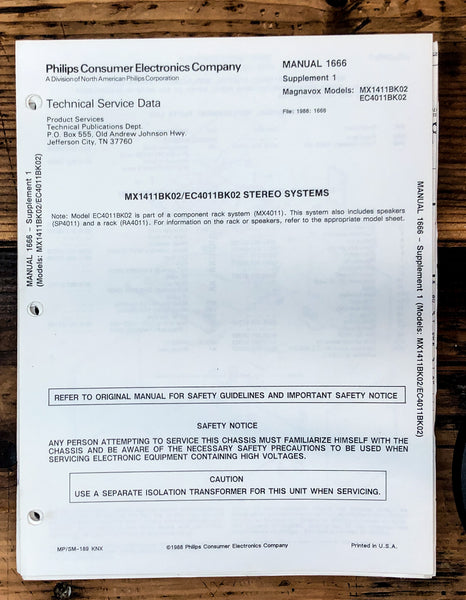 Philips Consumer Electronics Company
A Division of North American Philips Corporation
MANUAL 1666
Supplement 1
Magnavox Models: MX1411BK02
EC4011BK02
File: 1988: 1666
Technical Service Data
Product Services
Technical Publications Dept.
P.O. Box 555, Old Andrew Johnson Hwy.
Jefferson City, TN 37760
MX1411BK02/EC4011BK02 STEREO SYSTEMS
Note: Model EC4011BK02 is part of a component rack system (MX4011). This system also includes speakers
(SP4011) and a rack (RA4011). For information on the rack or speakers, refer to the appropriate model sheet.
MANUAL 1666 – Supplement 1
(Models: MX1411BK02/EC4011BK02)
MANUAL 1666 – Supplement 1 (Models: MX1411BK02/EC4011BK02)
REFER TO ORIGINAL MANUAL FOR SAFETY GUIDELINES AND IMPORTANT SAFETY NOTICE
SAFETY NOTICE
ANY PERSON ATTEMPTING TO SERVICE THIS CHASSIS MUST FAMILIARIZE HIMSELF WITH THE
CHASSIS AND BE AWARE OF THE NECESSARY SAFETY PRECAUTIONS TO BE USED WHEN
SERVICING ELECTRONIC EQUIPMENT CONTAINING HIGH VOLTAGES.
CAUTION
USE A SEPARATE ISOLATION TRANSFORMER FOR THIS UNIT WHEN SERVICING.
MP/SM-189 KNX
©1988 Philips Consumer Electronics Company
Printed in U.S.A.